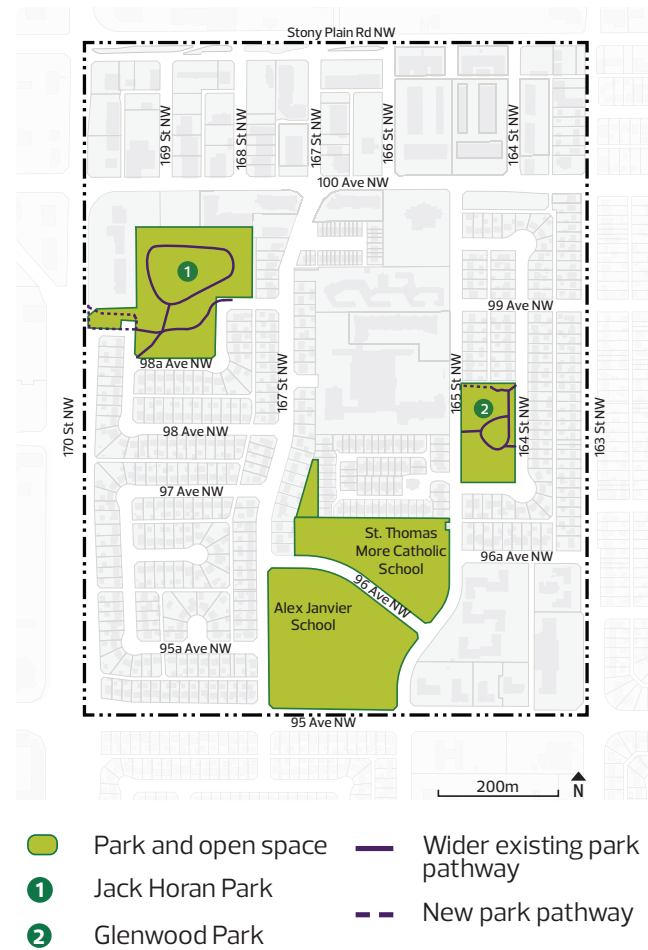 Stony Plain Rd NW
169 St NW
168 St NW
167 St NW
166 St NW
164 St NW
100 Ave NW
1
99 Ave NW
98a Ave NW
167 St NW
165 St NW
2
164 St NW
170 St NW
163 St NW
98 Ave NW
97 Ave NW
St. Thomas
More Catholic
School
96a Ave NW
96 Ave NW
Alex Janvier
School
95a Ave NW
95 Ave NW
200m
N
Park and open space
1 Jack Horan Park
2 Glenwood Park
Wider existing park
pathway
New park pathway